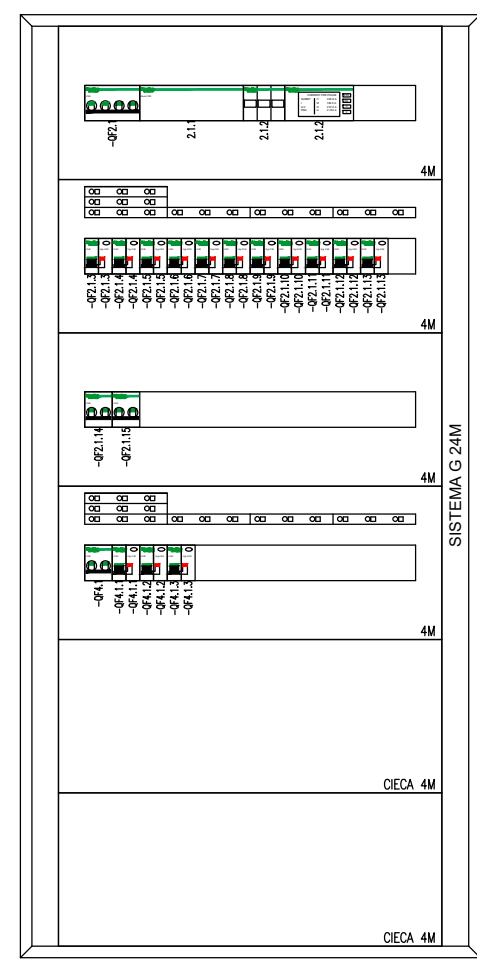 -QF2.1
2.1.1
2.1.2
2.1.2
4M
-QF2.1.3
-QF2.1.3
-QF2.1.4
-QF2.1.4
-QF2.1.5
-QF2.1.5
-QF2.1.6
-QF2.1.6
-QF2.1.7
-QF2.1.7
-QF2.1.8
-QF2.1.8
-QF2.1.9
-QF2.1.9
-QF2.1.10
-QF2.1.10
-QF2.1.11
-QF2.1.11
-QF2.1.12
-QF2.1.12
-QF2.1.13
-QF2.1.13
4M
-QF2.1.14
-QF2.1.15
4M
SISTEMA G 24M
-QF4.1
-QF4.1.1
-QF4.1.1
-QF4.1.2
-QF4.1.2
-QF4.1.3
-QF4.1.3
4M
CIECA 4M
CIECA 4M